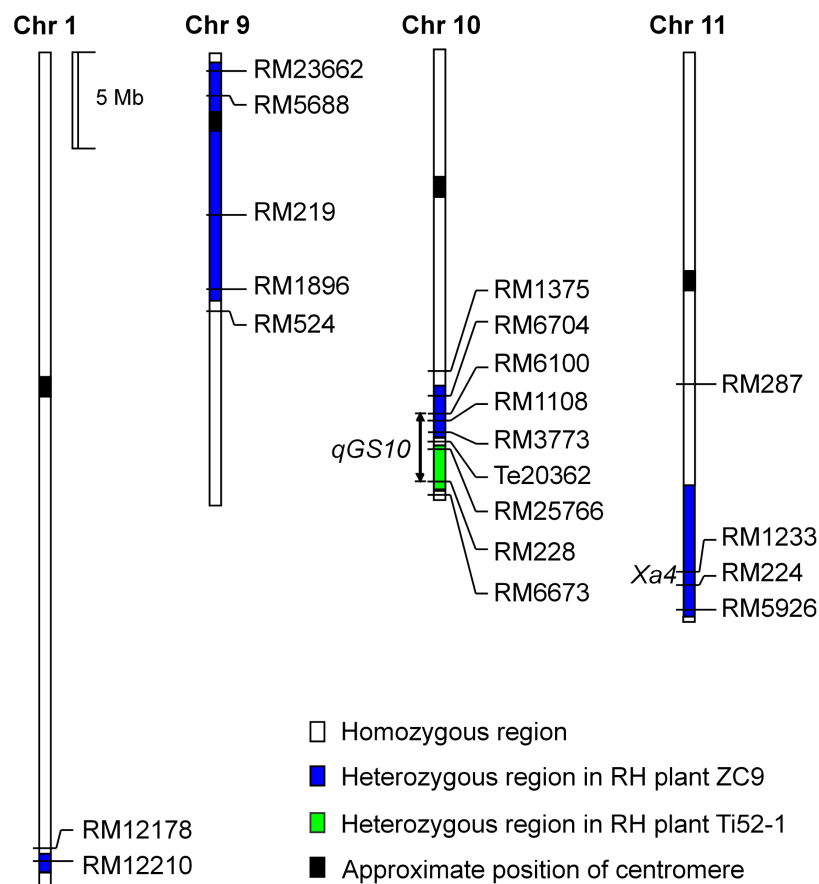 Chr 1
Chr 9
Chr 10
Chr 11
5 Mb
RM23662
RM5688
RM219
RM1896
RM524
RM1375
RM6704
RM6100
RM1108
RM3773
Te20362
RM25766
RM228
RM6673
qGS10
RM287
RM1233
Xa4
RM224
RM5926
RM12178
RM12210
Homozygous region
Heterozygous region in RH plant ZC9
Heterozygous region in RH plant Ti52-1
Approximate position of centromere